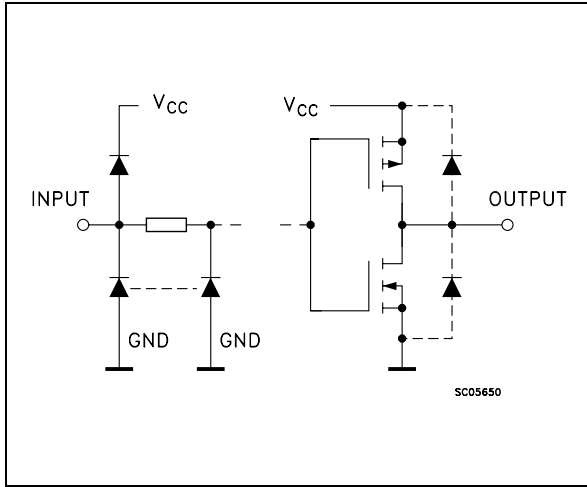 VCC
VCC
INPUT
OUTPUT
GND
GND
SC05650